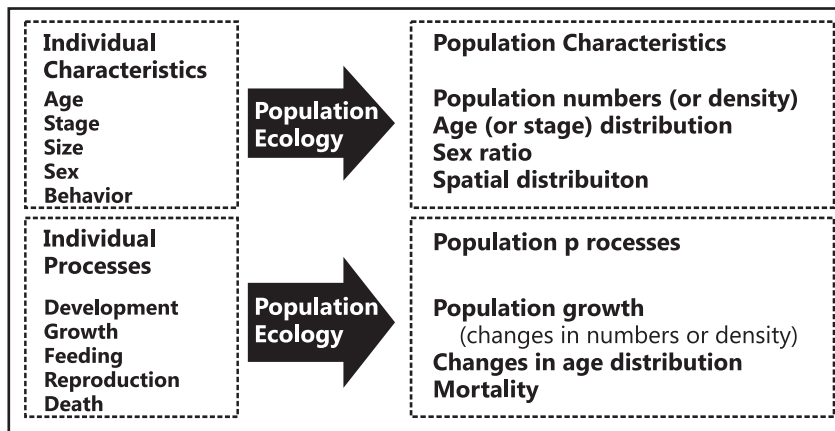 Individual
Characteristics
Age
Stage
Size
Sex
Behavior
Population
Ecology
Population Characteristics
Population numbers (or density)
Age (or stage) distribution
Sex ratio
Spatial distribuiton
Individual
Processes
Development
Growth
Feeding
Reproduction
Death
Population
Ecology
Population p rocesses
Population growth
(changes in numbers or density)
Changes in age distribution
Mortality